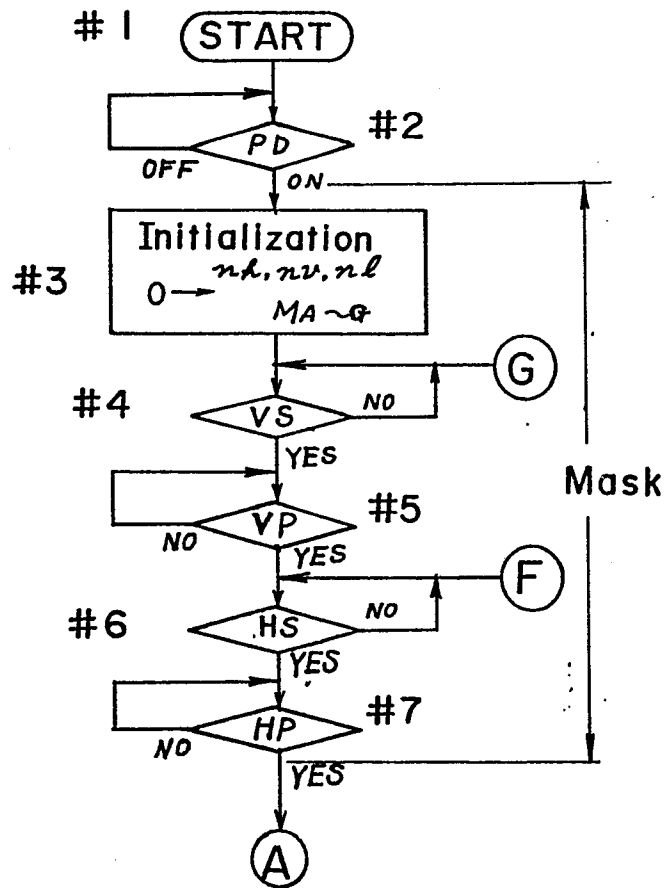 #1 START
#2
PD
OFF
ON
Initialization
#3
nh, nv, nl
0 →
MA~G
G
#4
VS
NO
YES
Mask
#5
VP
NO
YES
F
#6
HS
NO
YES
#7
HP
NO
YES
A